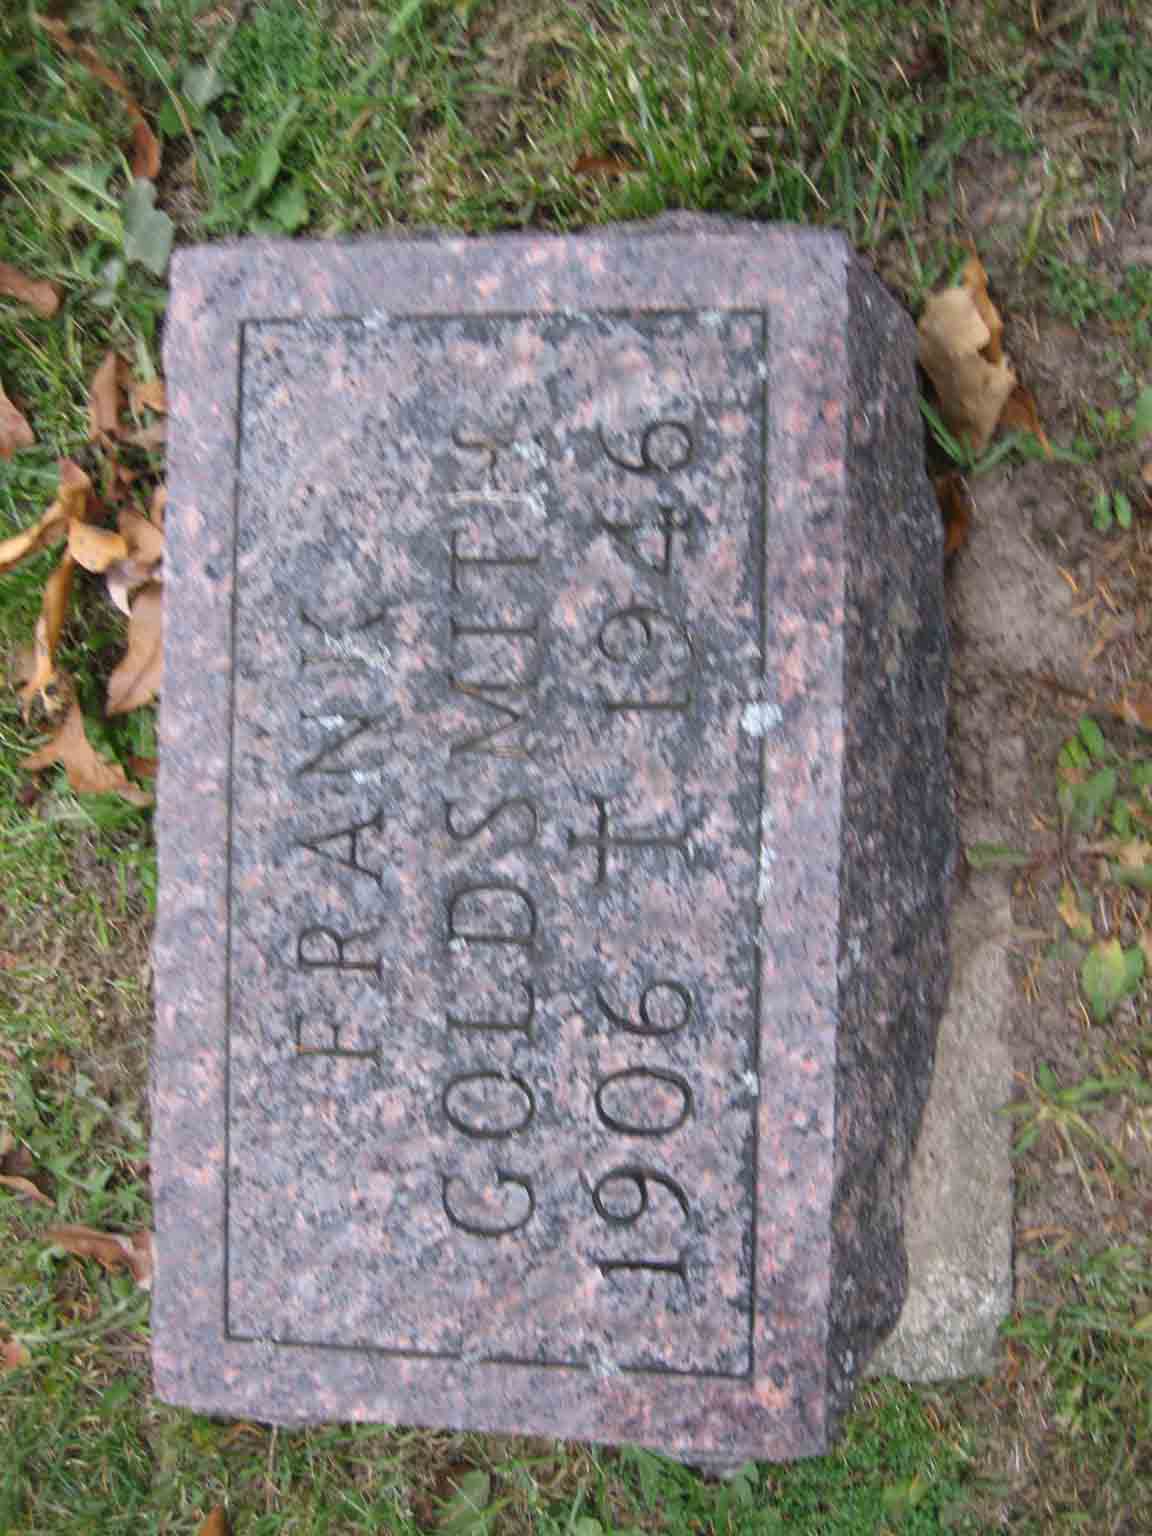 FRANK
GOLDSMITH
1906 † 1946